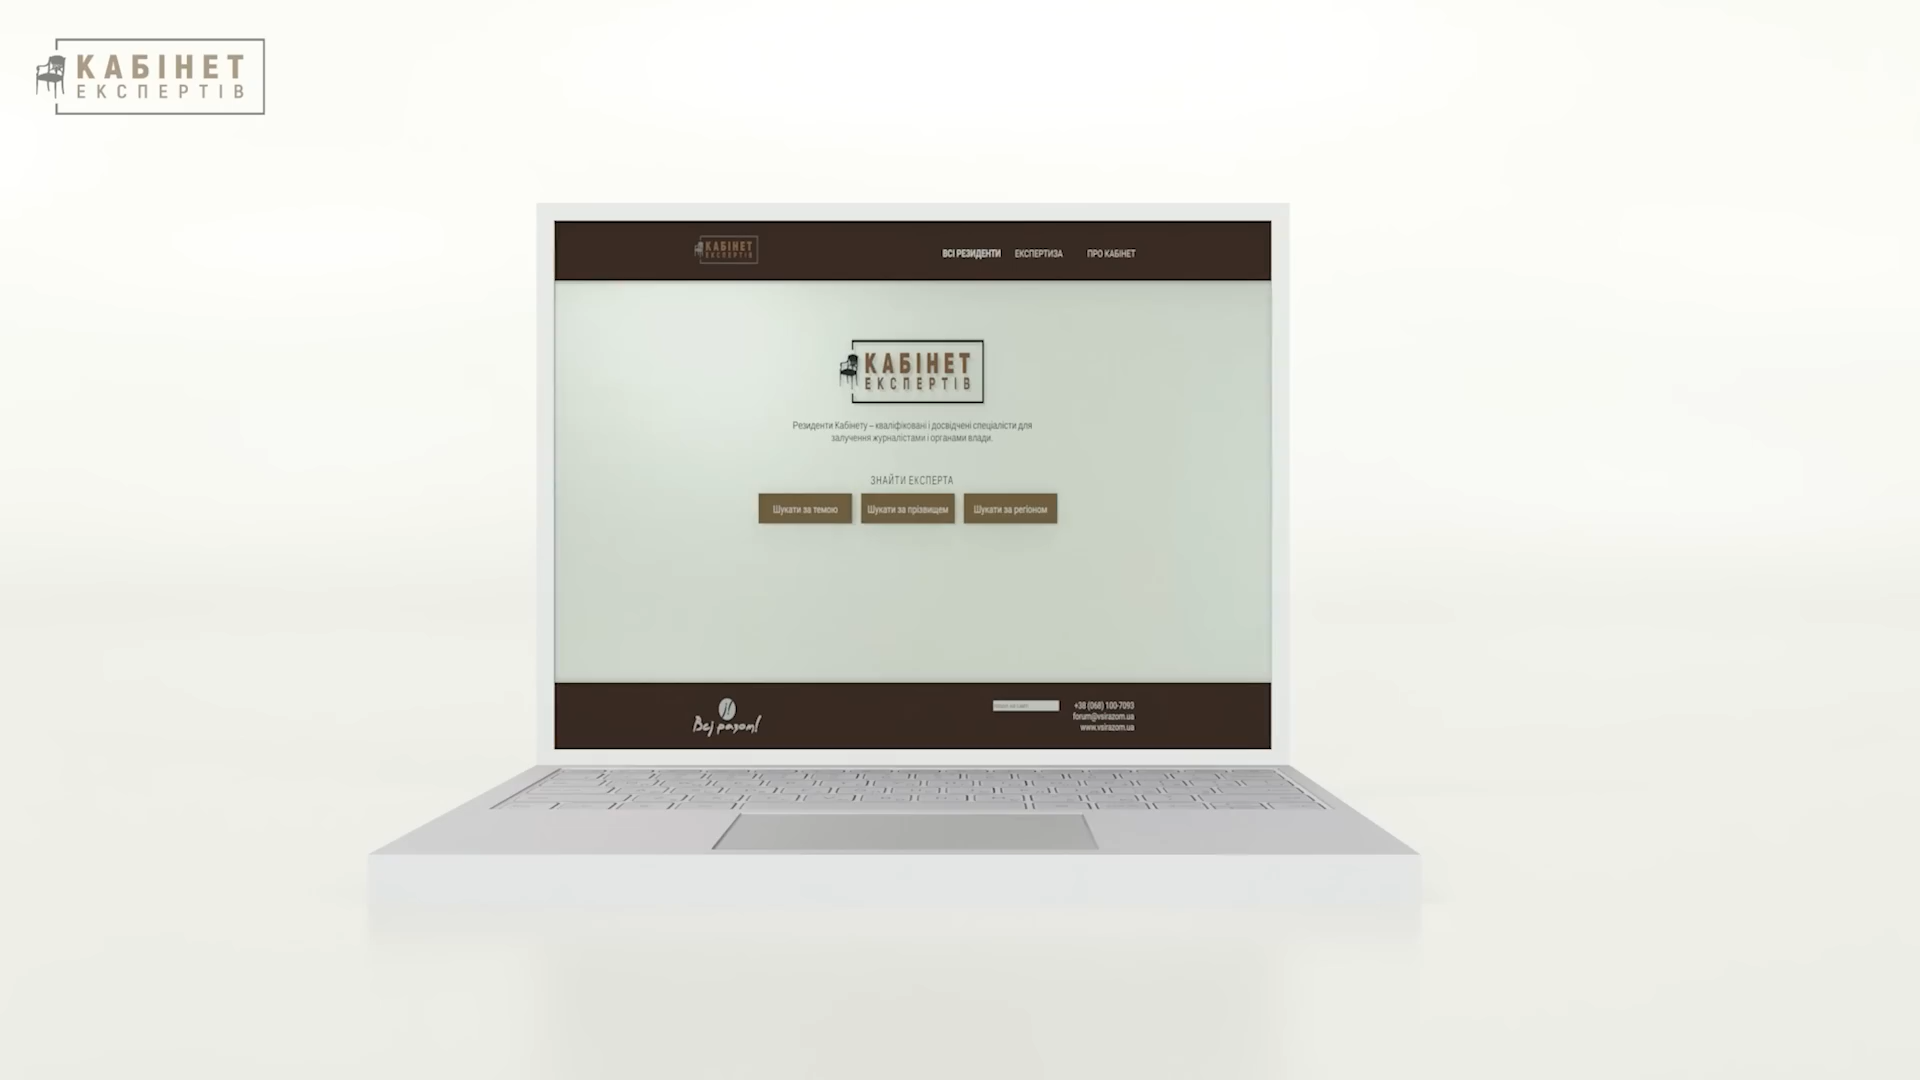 КАБІНЕТ
ЕКСПЕРТІВ
КАБІНЕТ
ЕКСПЕРТІВ
ВСІ РЕЗИДЕНТИ ЕКСПЕРТИЗА ПРО КАБІНЕТ
КАБІНЕТ
ЕКСПЕРТІВ
Резиденти Кабінету – кваліфіковані і досвідчені спеціалісти для
залучення журналістами і органами влади.
ЗНАЙТИ ЕКСПЕРТА
Шукати за темою Шукати за прізвищем Шукати за регіоном
Всі разом!
+38 (068) 100-7093
forum@vsirazom.ua
www.vsirazom.ua